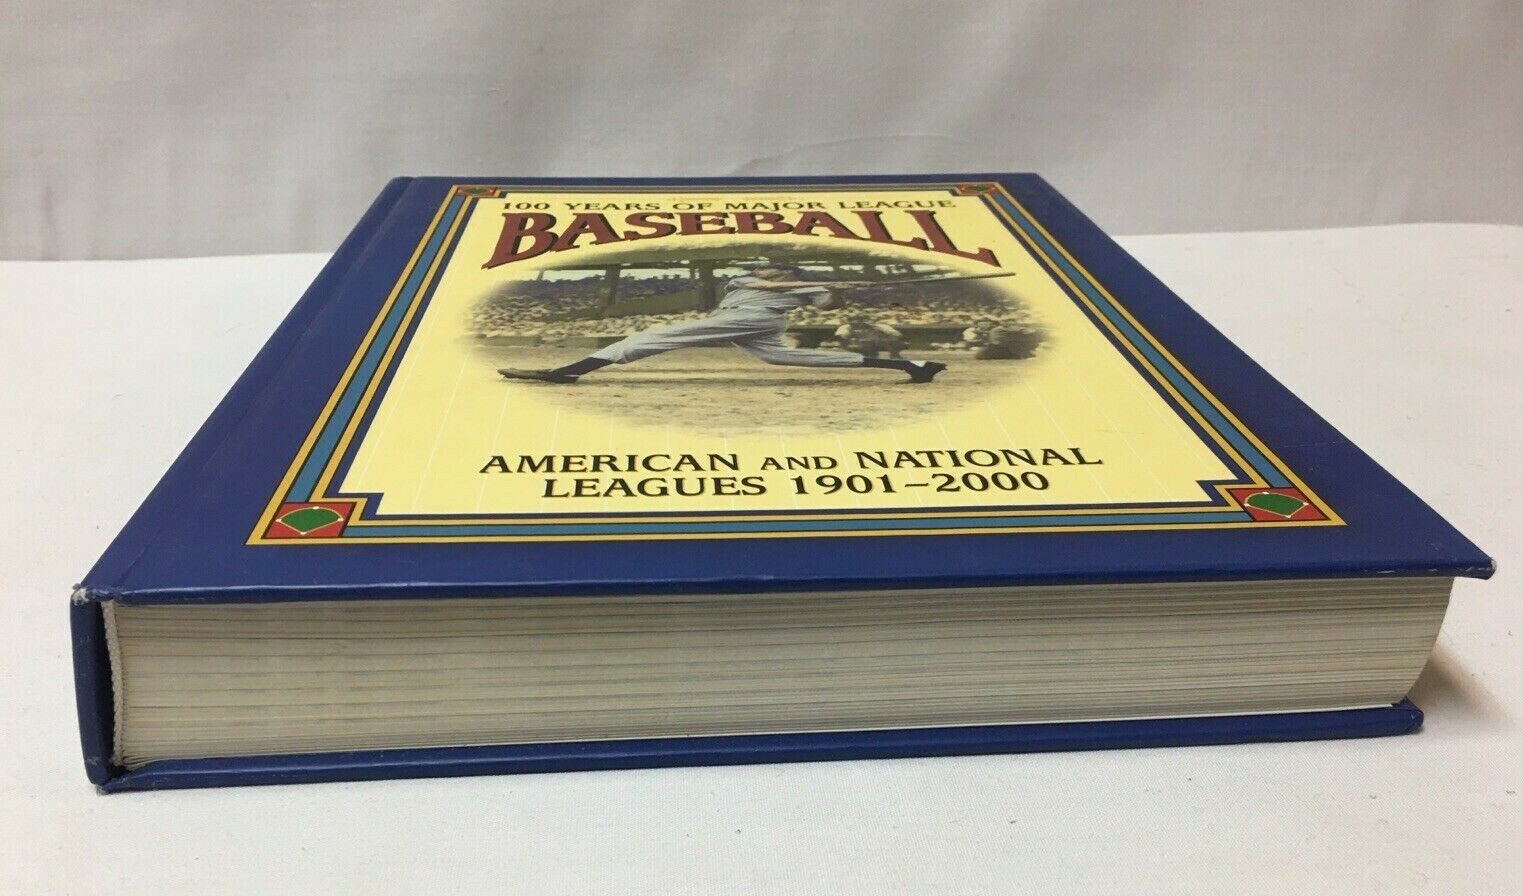 100 YEARS OF MAJOR LEAGUE
BASEBALL
AMERICAN AND NATIONAL
LEAGUES 1901-2000